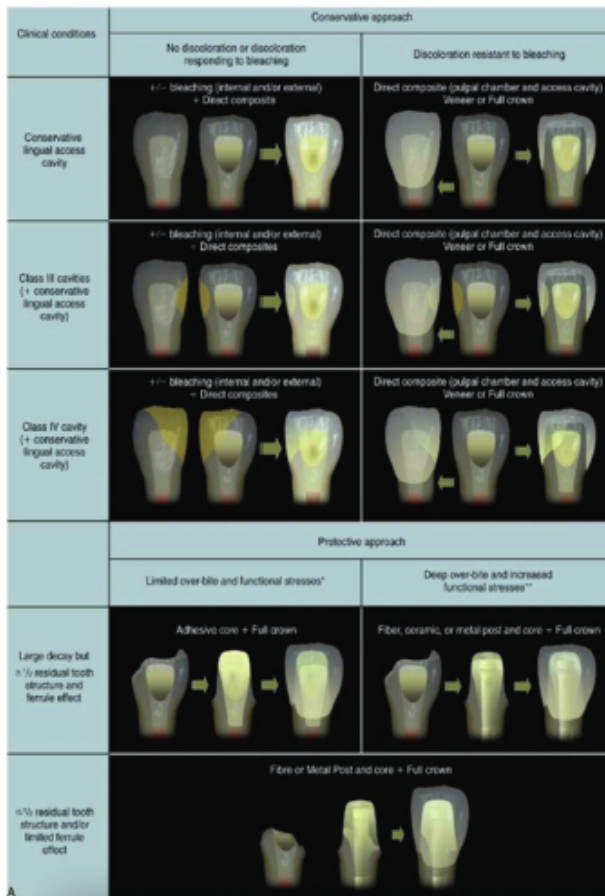 Clinical conditions
Conservative approach
No discoloration or discoloration
responding to bleaching
Discoloration resistant to bleaching
Conservative
lingual access
cavity
+/− bleaching (internal and/or external)
+ Direct composite
Direct composite (pulpal chamber and access cavity)
Veneer or Full crown
Class III cavities
(+ conservative
lingual access
cavity)
+/− bleaching (internal and/or external)
− Direct composites
Direct composite (pulpal chamber and access cavity)
Veneer or Full crown
Class IV cavity
(+ conservative
lingual access
cavity)
+/− bleaching (internal and/or external)
− Direct composites
Direct composite (pulpal chamber and access cavity)
Veneer or Full crown
Protective approach
Limited over-bite and functional stresses*
Deep over-bite and increased
functional stresses**
Large decay but
residual tooth
structure and
ferrule effect
Adhesive core + Full crown
Fiber, ceramic, or metal post and core − Full crown
residual tooth
structure and/or
limited ferrule
effect
Fibre or Metal Post and core + Full crown
A